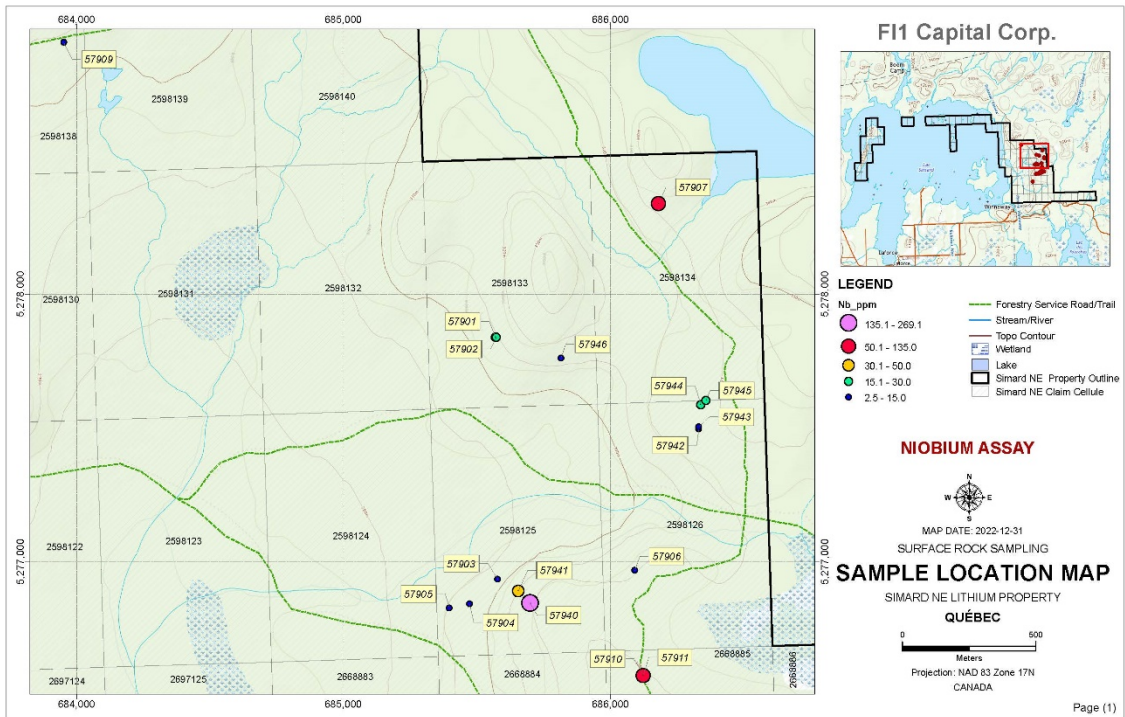 684,000
685,000
686,000
FI1 Capital Corp.
57909
2598139
2598140
2598138
57907
2598134
2598133
2598130
2598131
2598132
5,278,000
5,278,000
57901
57902
57946
57944
57945
57943
57942
2598125
2598126
2598124
2598123
2598122
5,277,000
5,277,000
57903
57941
57906
57905
57904
57940
57910
57911
2668885
2668886
2697124
2697125
2668883
2668884
684,000
685,000
686,000
LEGEND
Nb_ppm
135.1 - 269.1
50.1 - 135.0
30.1 - 50.0
15.1 - 30.0
2.5 - 15.0
Forestry Service Road/Trail
Stream/River
Topo Contour
Wetland
Lake
Simard NE Property Outline
Simard NE Claim Cellule
NIOBIUM ASSAY
N
W E
S
MAP DATE: 2022-12-31
SURFACE ROCK SAMPLING
SAMPLE LOCATION MAP
SIMARD NE LITHIUM PROPERTY
QUÉBEC
0 500
Meters
Projection: NAD 83 Zone 17N
CANADA
Page (1)